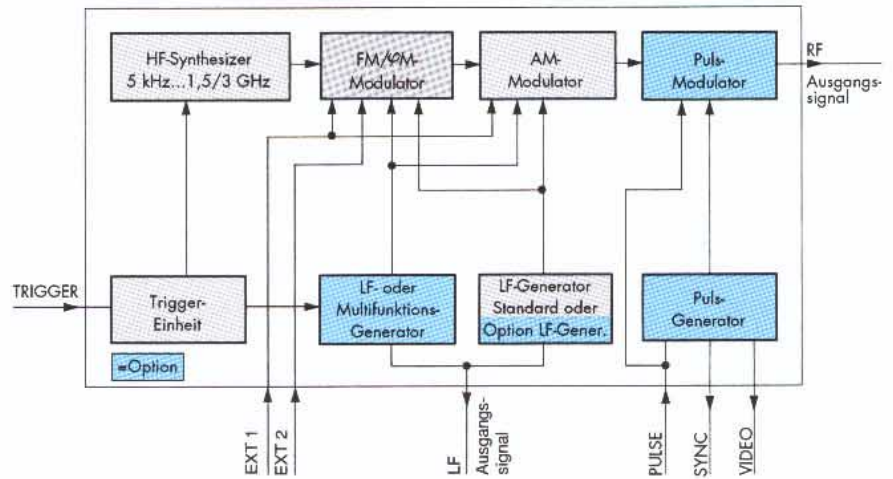 HF-Synthesizer
5 kHz...1,5/3 GHz
FM/φM-
Modulator
AM-
Modulator
Puls-
Modulator
RF
Ausgangs-
signal
TRIGGER
Trigger-
Einheit
LF- oder
Multifunktions-
Generator
LF-Generator
Standard oder
Option LF-Gener.
Puls-
Generator
=Option
EXT 1
EXT 2
LF
Ausgangs-
signal
PULSE
SYNC
VIDEO